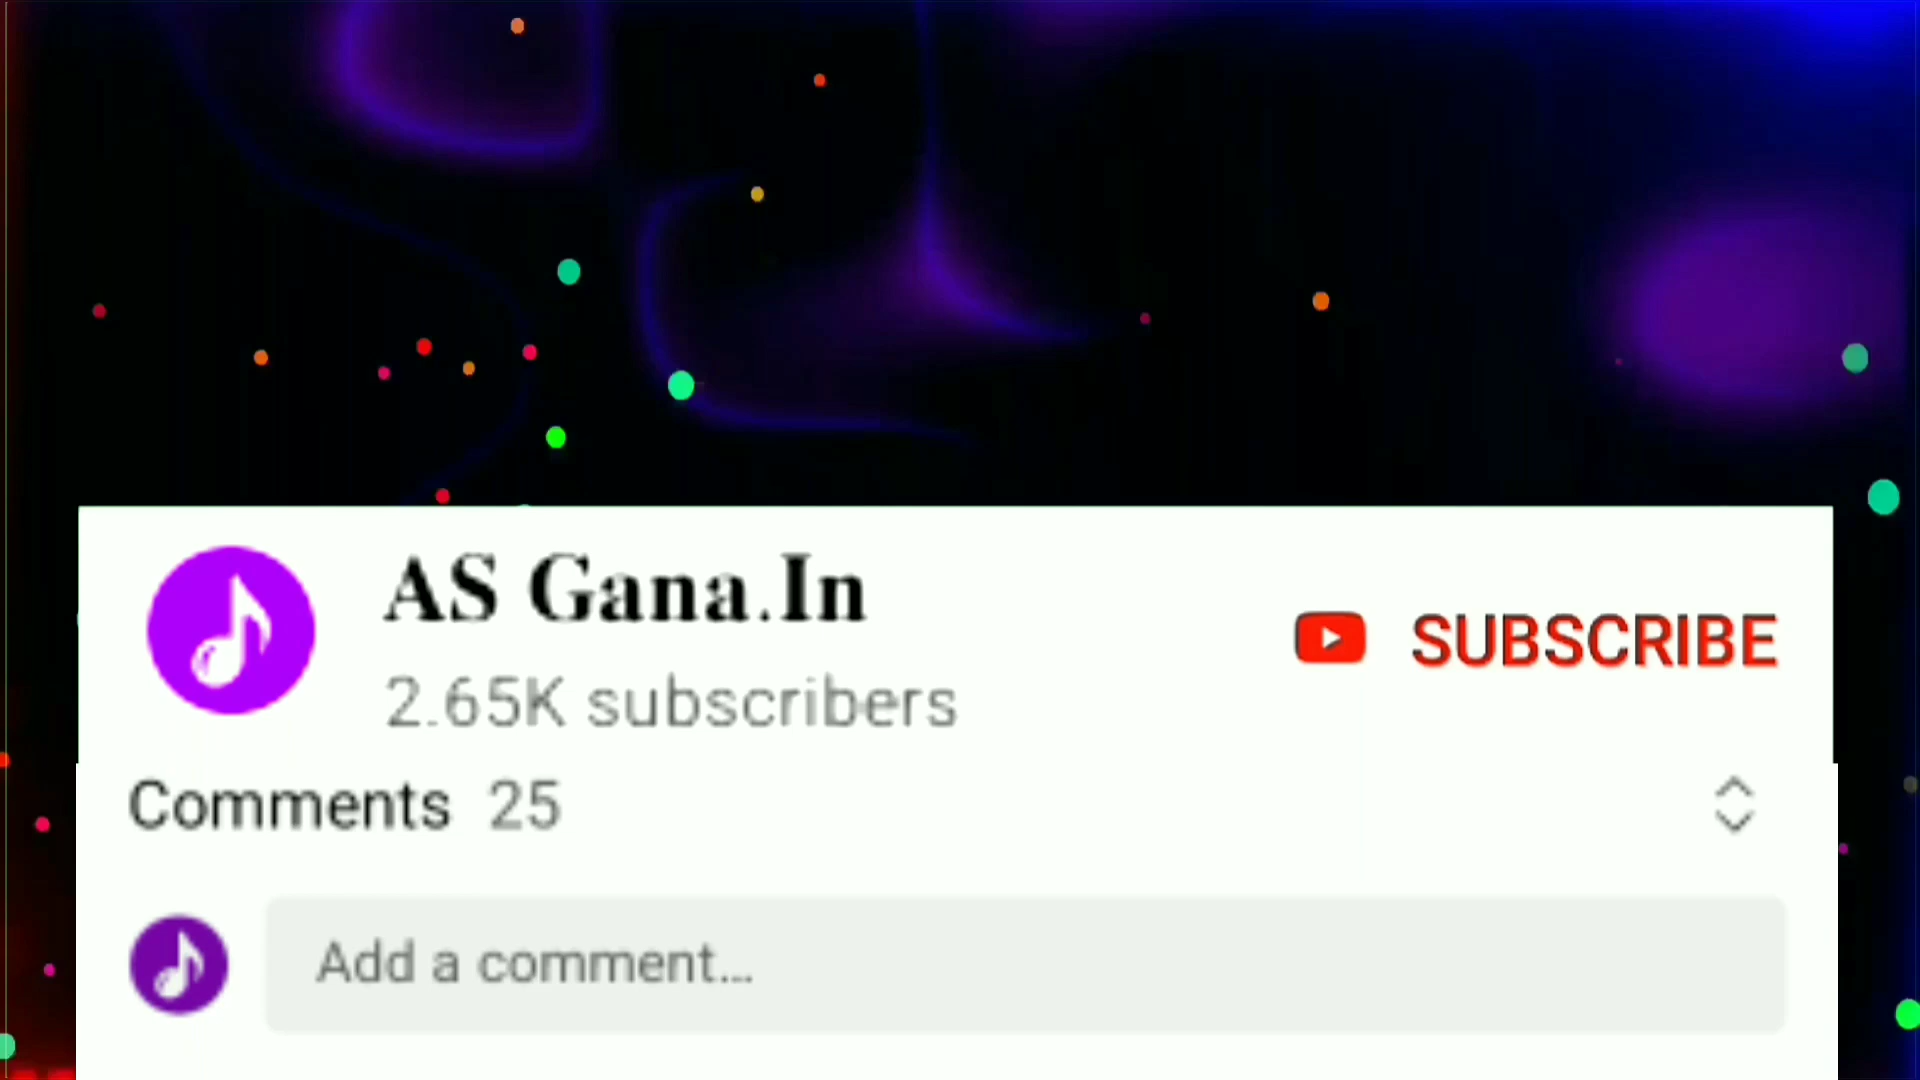 AS Gana.In
2.65K subscribers
SUBSCRIBE
Comments 25
Add a comment...